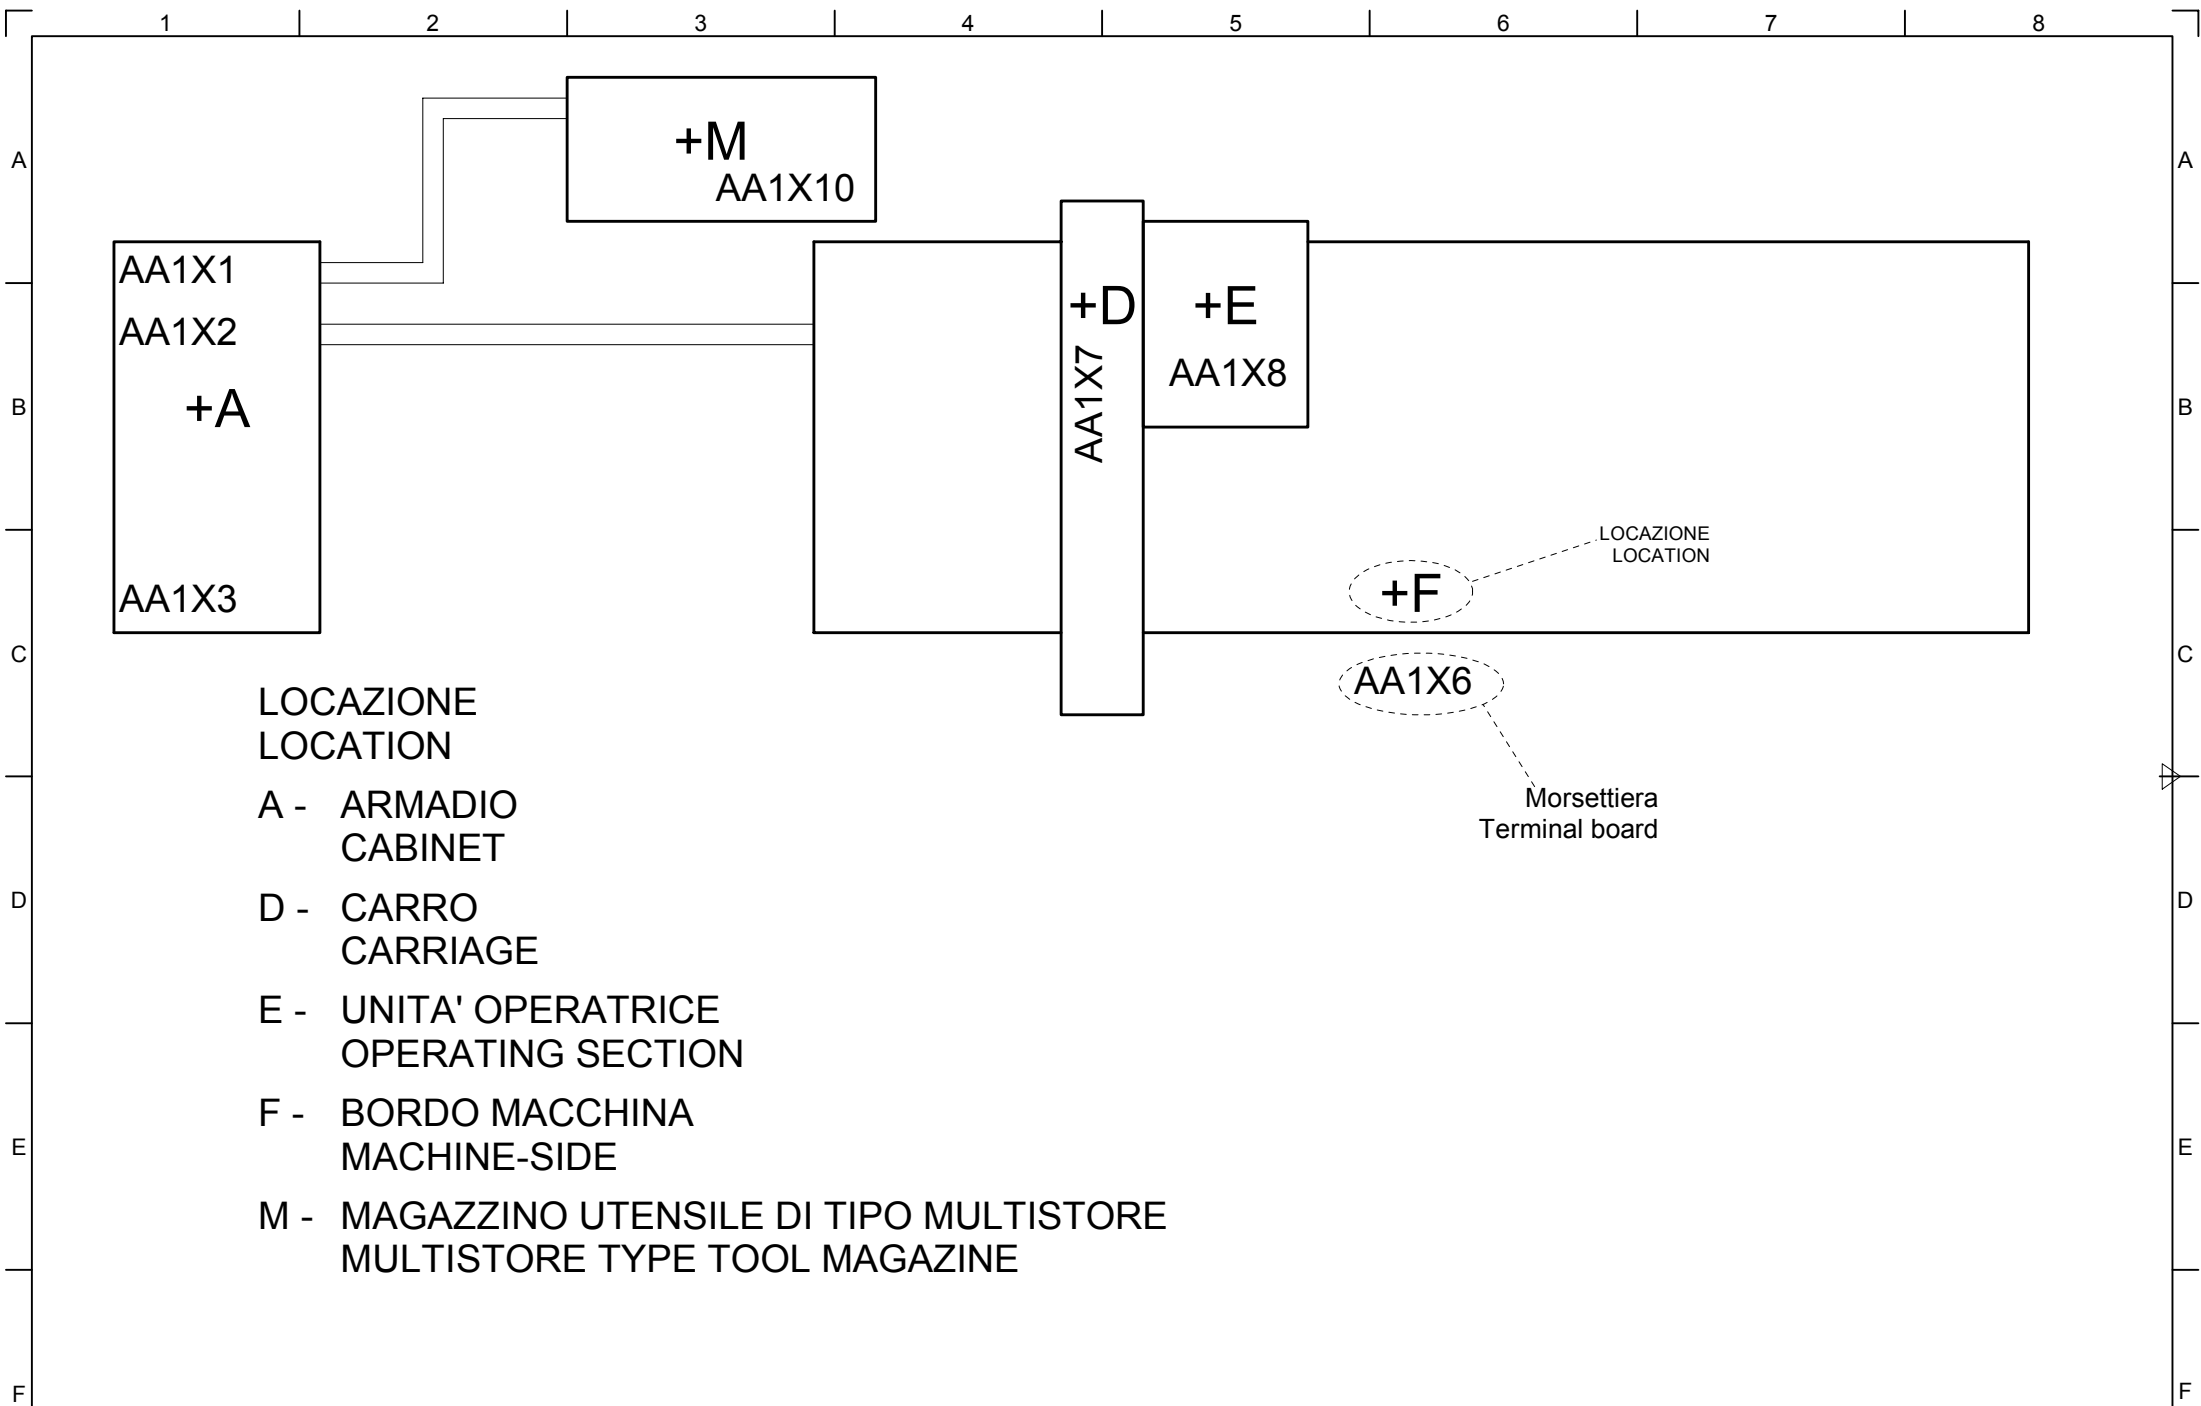 1 2 3 4 5 6 7 8
A A
+M
AA1X10
AA1X1
AA1X2
+A
AA1X3
+D
AA1X7
+E
AA1X8
B B
LOCAZIONE
LOCATION
+F
C C
AA1X6
Morsettiera
Terminal board
LOCAZIONE
LOCATION
A - ARMADIO
CABINET
D D
D - CARRO
CARRIAGE
E - UNITA' OPERATRICE
OPERATING SECTION
F - BORDO MACCHINA
MACHINE-SIDE
E E
M - MAGAZZINO UTENSILE DI TIPO MULTISTORE
MULTISTORE TYPE TOOL MAGAZINE
F F